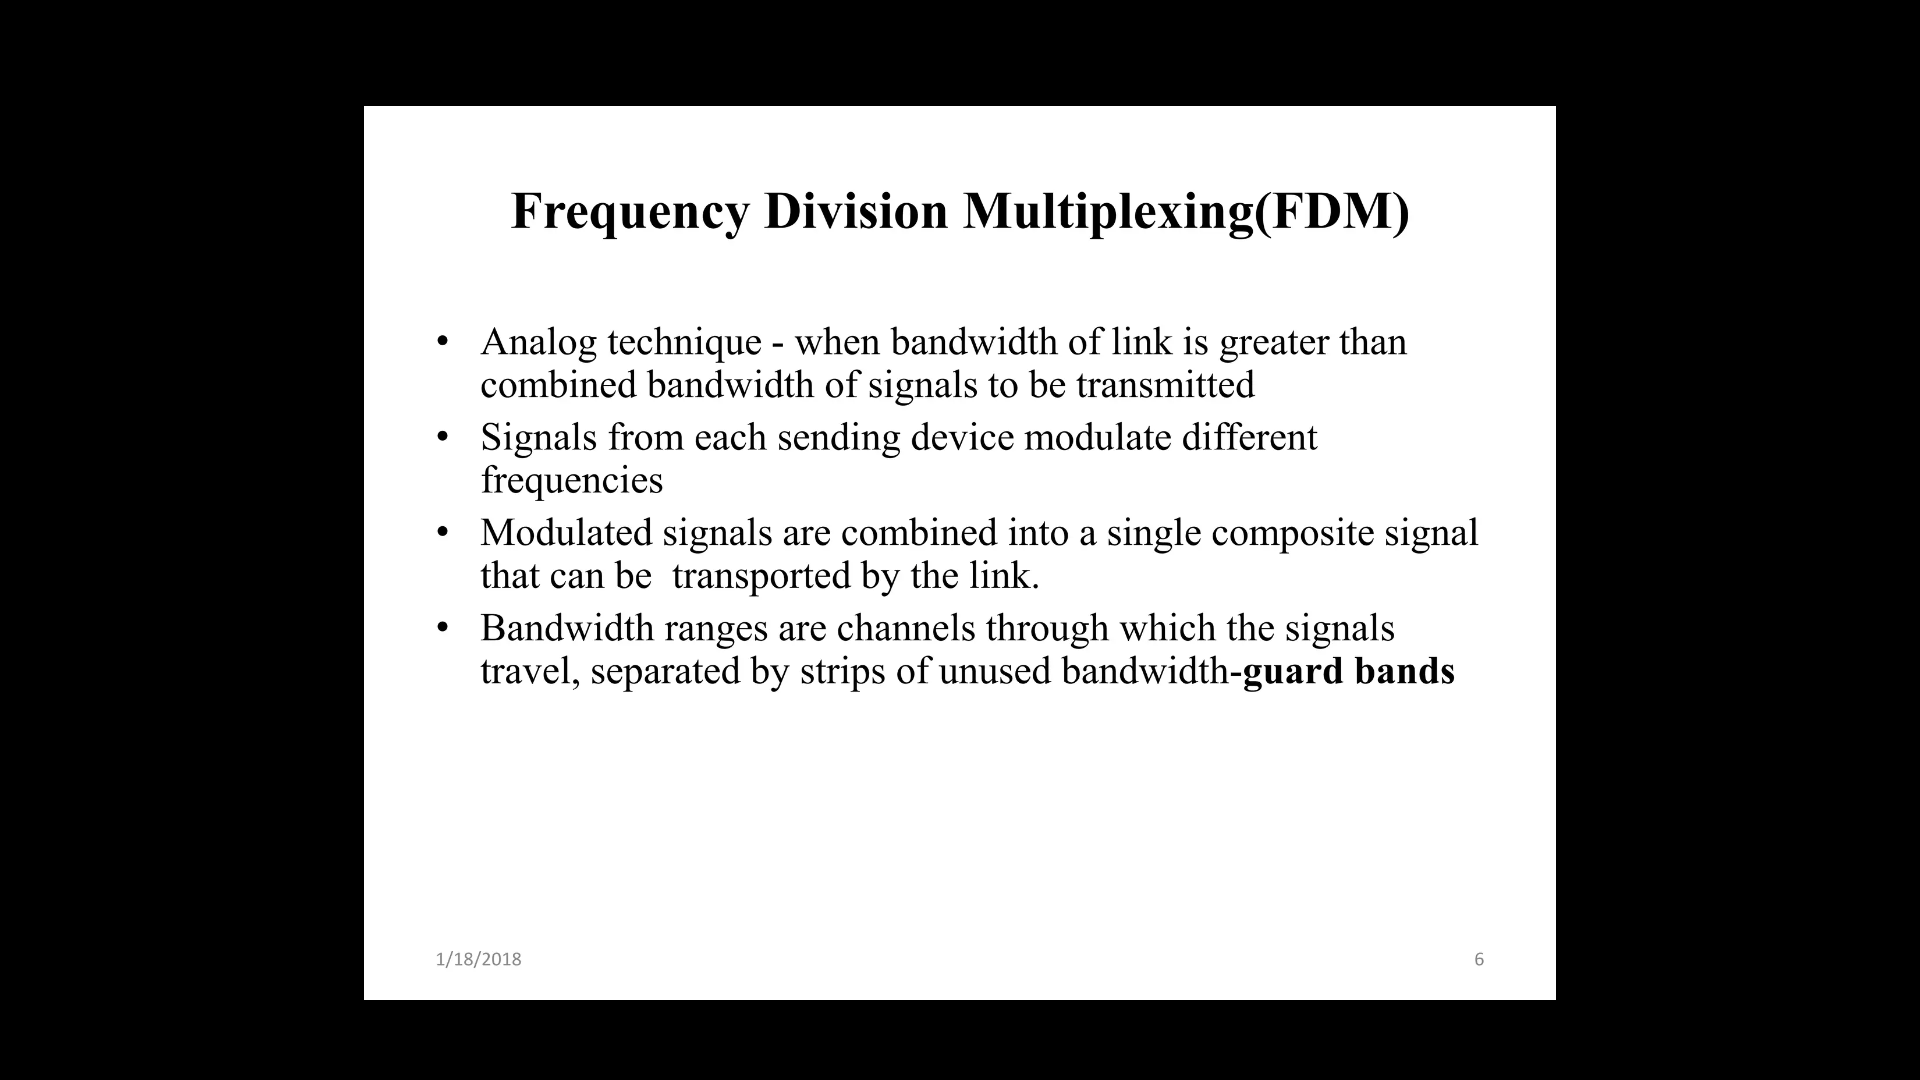 Frequency Division Multiplexing(FDM)
• Analog technique - when bandwidth of link is greater than
combined bandwidth of signals to be transmitted
• Signals from each sending device modulate different
frequencies
• Modulated signals are combined into a single composite signal
that can be  transported by the link.
• Bandwidth ranges are channels through which the signals
travel, separated by strips of unused bandwidth-guard bands
1/18/2018
6